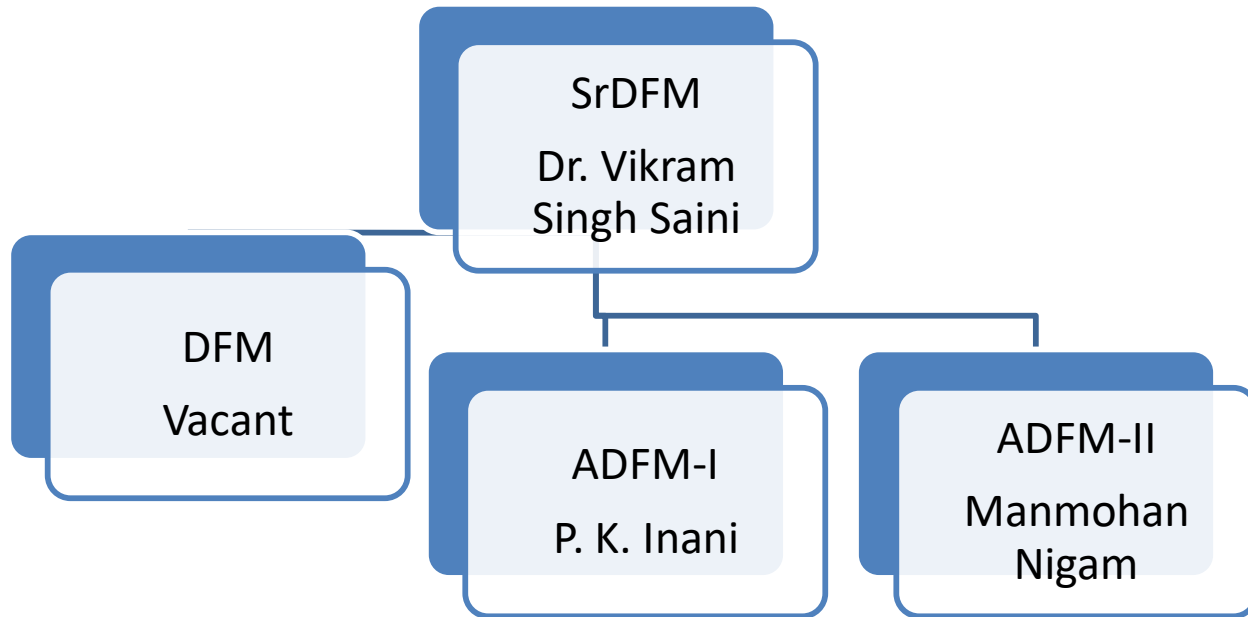 SrDFM
Dr. Vikram
Singh Saini
DFM
Vacant
ADFM-I
P. K. Inani
ADFM-II
Manmohan
Nigam